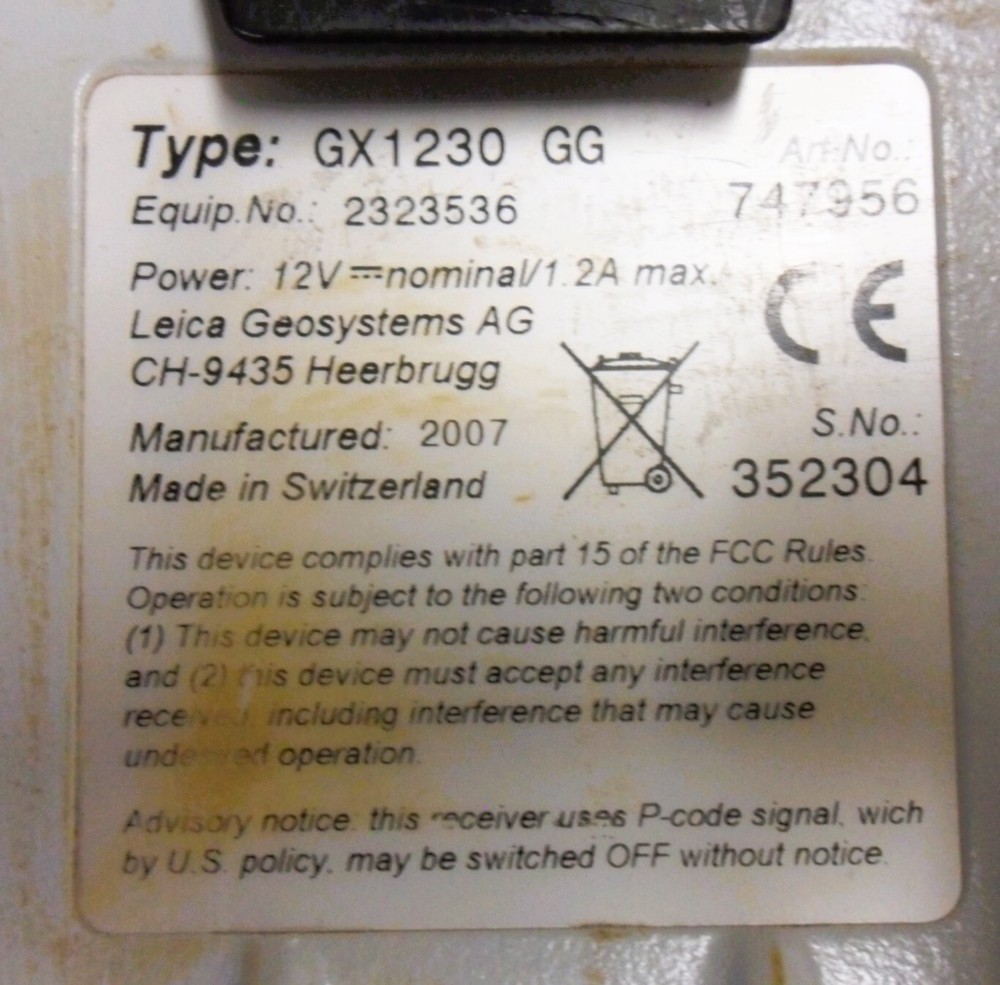 Type: GX1230 GG
Art.No.:
Equip.No.: 2323536
747956
Power: 12V⎓nominal/1.2A max.
CE
Leica Geosystems AG
CH-9435 Heerbrugg
Manufactured: 2007
S.No.:
Made in Switzerland
352304
This device complies with part 15 of the FCC Rules.
Operation is subject to the following two conditions:
(1) This device may not cause harmful interference,
and (2) this device must accept any interference
received, including interference that may cause
undesired operation.
Advisory notice: this receiver uses P-code signal, wich
by U.S. policy, may be switched OFF without notice.